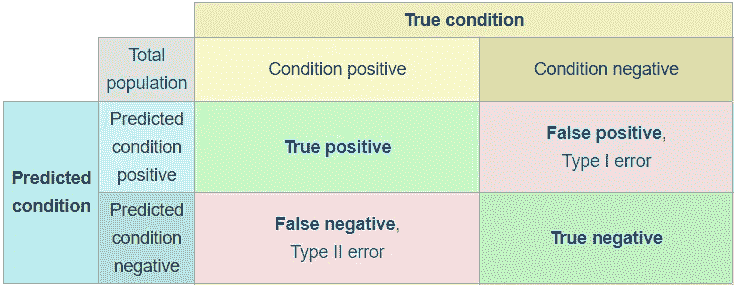 True condition
Total
population
Condition positive
Condition negative
Predicted
condition
Predicted
condition
positive
True positive
False positive,
Type I error
Predicted
condition
negative
False negative,
Type II error
True negative